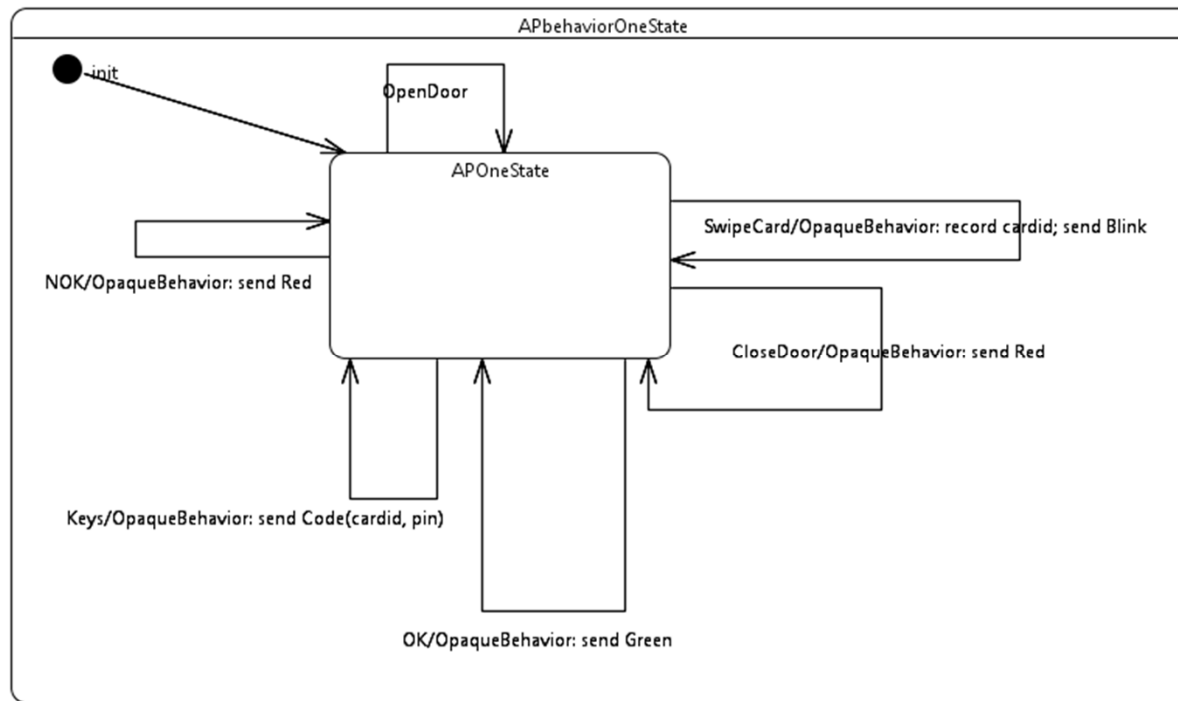 APbehaviorOneState
init
OpenDoor
APOneState
SwipeCard/OpaqueBehavior: record cardid; send Blink
NOK/OpaqueBehavior: send Red
CloseDoor/OpaqueBehavior: send Red
Keys/OpaqueBehavior: send Code(cardid, pin)
OK/OpaqueBehavior: send Green